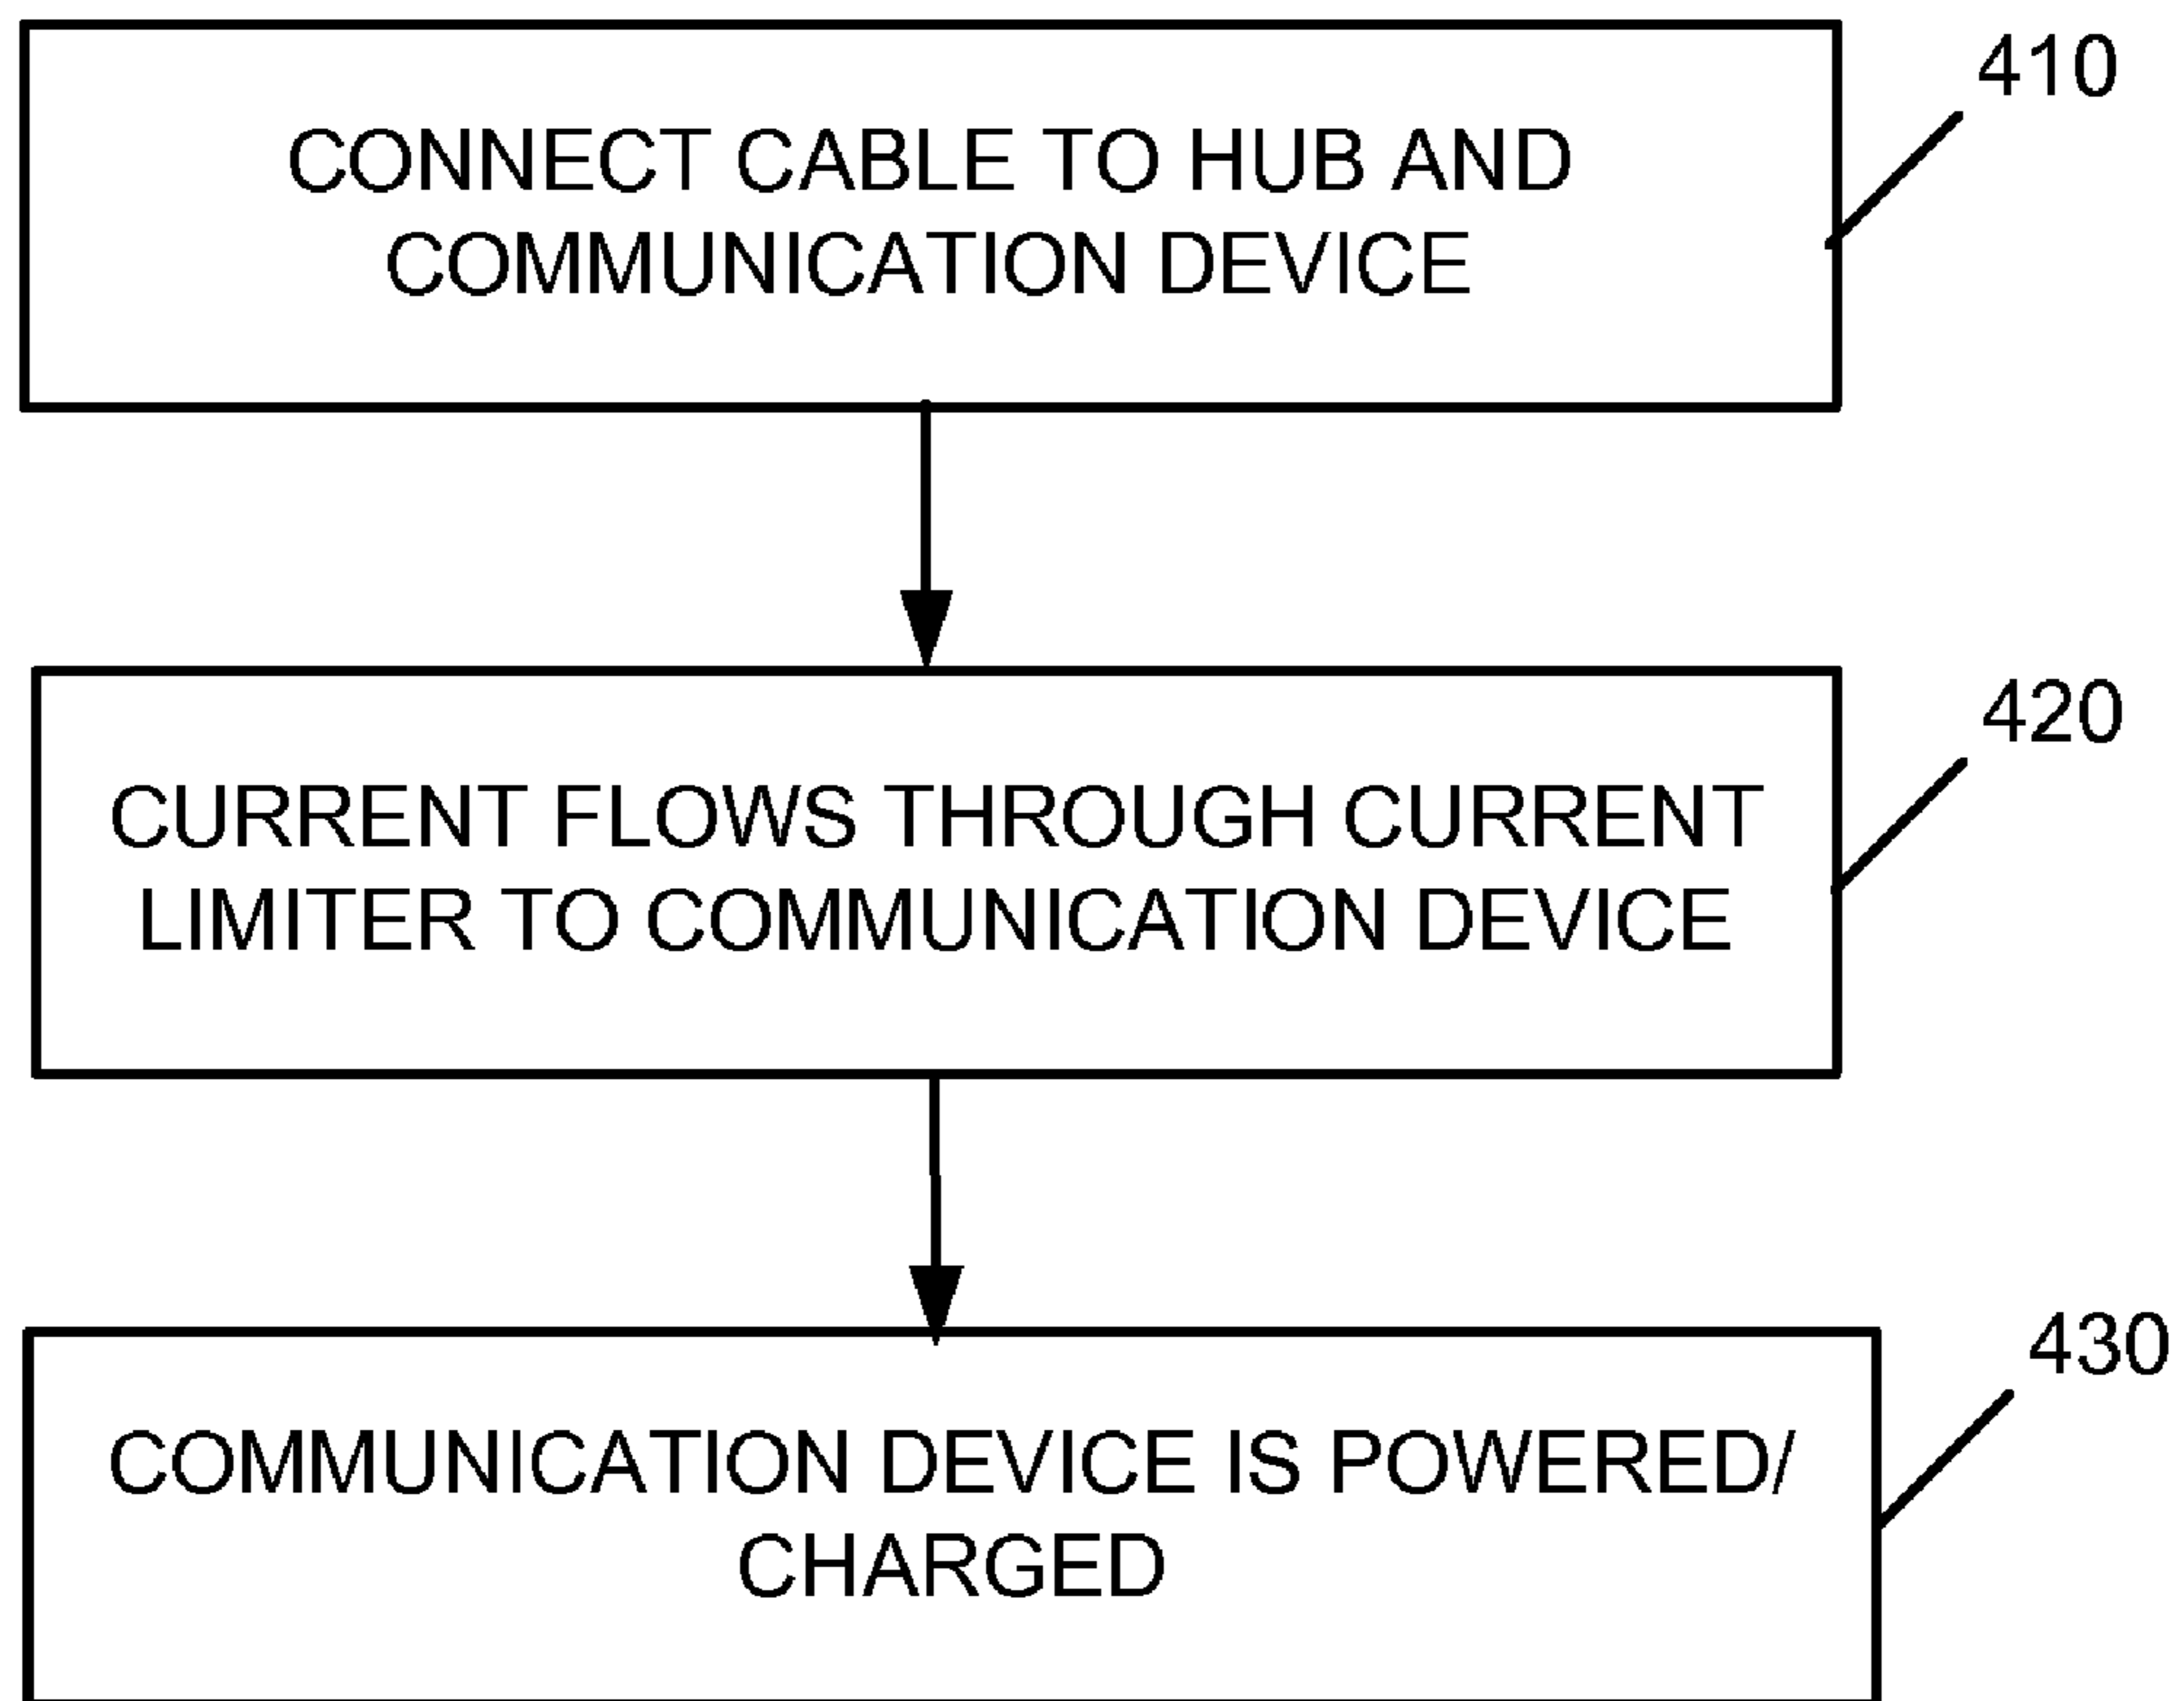 410
CONNECT CABLE TO HUB AND
COMMUNICATION DEVICE
420
CURRENT FLOWS THROUGH CURRENT
LIMITER TO COMMUNICATION DEVICE
430
COMMUNICATION DEVICE IS POWERED/
CHARGED